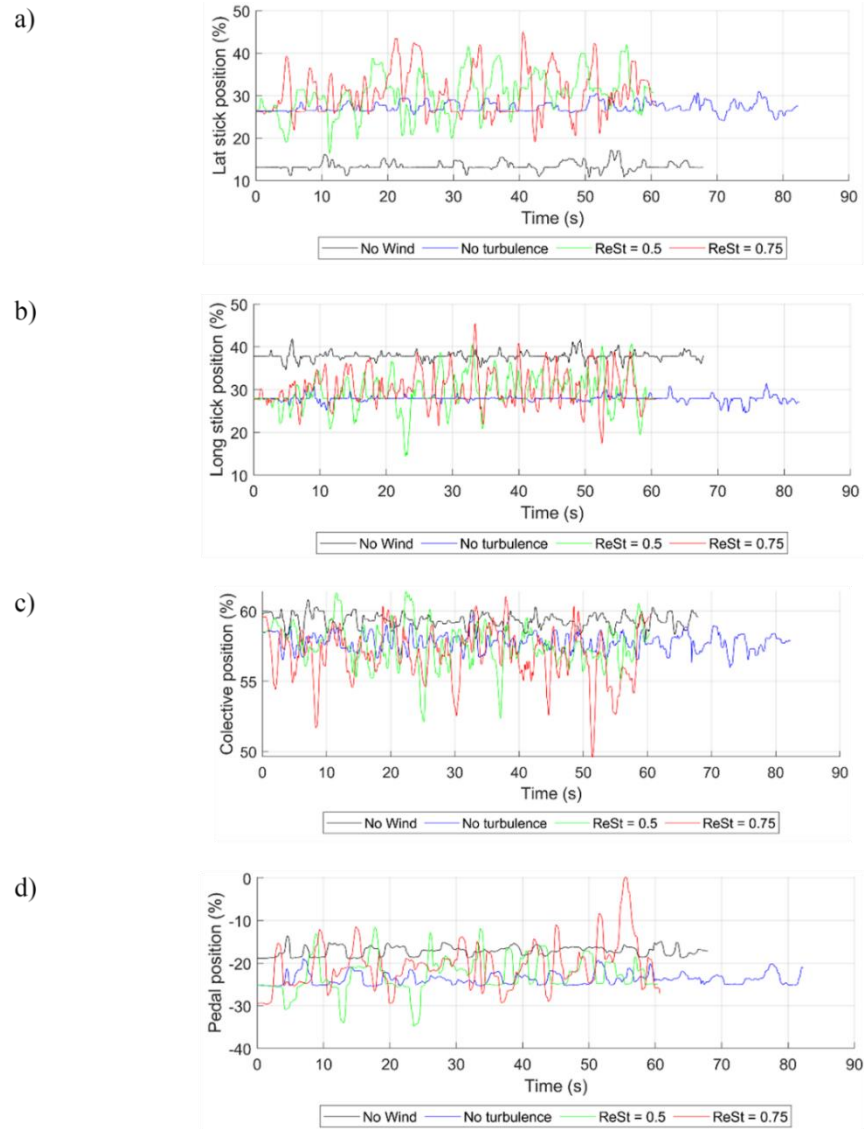 a)
50
40
30
20
10
Lat stick position (%)
0 10 20 30 40 50 60 70 80 90
Time (s)
No Wind No turbulence ReSt = 0.5 ReSt = 0.75
b)
50
40
30
20
10
Long stick position (%)
0 10 20 30 40 50 60 70 80 90
Time (s)
No Wind No turbulence ReSt = 0.5 ReSt = 0.75
c)
60
55
50
Colective position (%)
0 10 20 30 40 50 60 70 80 90
Time (s)
No Wind No turbulence ReSt = 0.5 ReSt = 0.75
d)
0
-10
-20
-30
-40
Pedal position (%)
0 10 20 30 40 50 60 70 80 90
Time (s)
No Wind No turbulence ReSt = 0.5 ReSt = 0.75